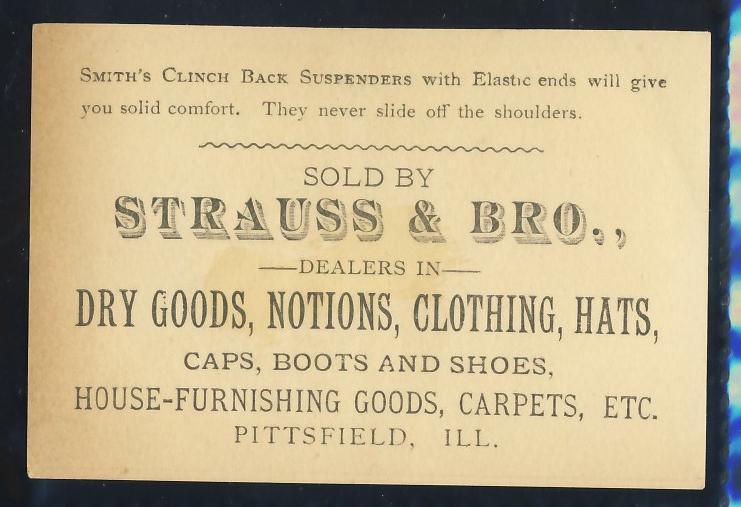 Smith's Clinch Back Suspenders with Elastic ends will give
you solid comfort. They never slide off the shoulders.
SOLD BY
STRAUSS & BRO.,
—DEALERS IN—
DRY GOODS, NOTIONS, CLOTHING, HATS,
CAPS, BOOTS AND SHOES,
HOUSE-FURNISHING GOODS, CARPETS, ETC.
PITTSFIELD, ILL.